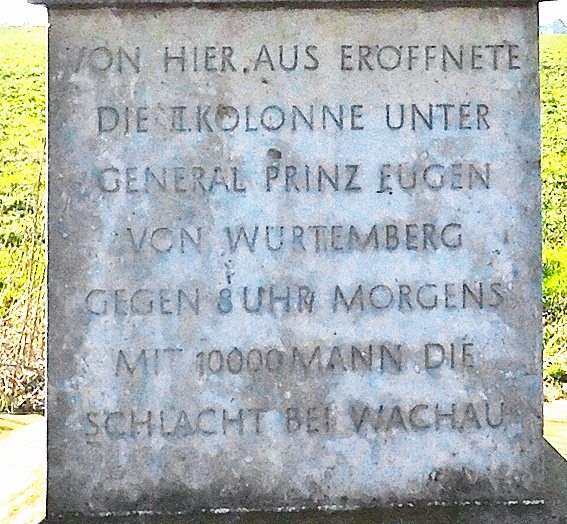 VON HIER AUS ERÖFFNETE
DIE II. KOLONNE UNTER
GENERAL PRINZ EUGEN
VON WÜRTEMBERG
GEGEN 8 UHR MORGENS
MIT 10000 MANN DIE
SCHLACHT BEI WACHAU